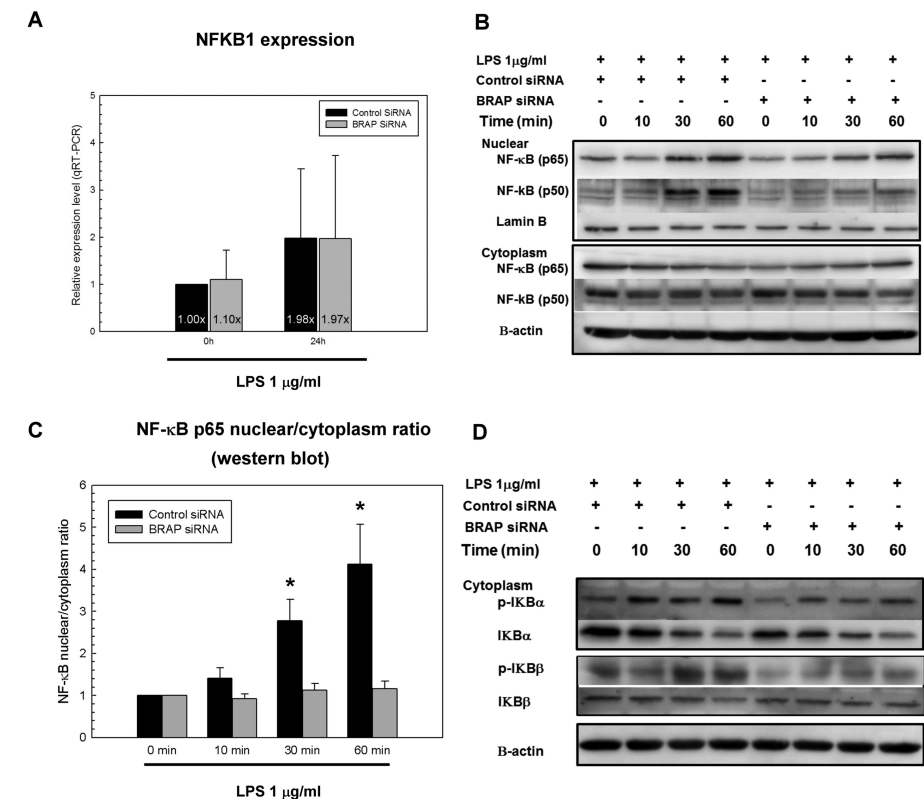 A
NFKB1 expression
Relative expression level (qRT-PCR)
5
4
3
2
1
0
Control SiRNA
BRAP SiRNA
1.00x 1.10x 1.98x 1.97x
0h 24h
LPS 1 μg/ml
B
LPS 1μg/ml + + + + + + + +
Control siRNA + + + + - - - -
BRAP siRNA - - - - + + + +
Time (min) 0 10 30 60 0 10 30 60
Nuclear
NF-κB (p65)
NF-kB (p50)
Lamin B
Cytoplasm
NF-κB (p65)
NF-kB (p50)
B-actin
C
NF-κB p65 nuclear/cytoplasm ratio
(western blot)
NF-κB nuclear/cytoplasm ratio
6
5
4
3
2
1
0
Control siRNA
BRAP siRNA
* *
0 min 10 min 30 min 60 min
LPS 1 μg/ml
D
LPS 1μg/ml + + + + + + + +
Control siRNA + + + + - - - -
BRAP siRNA - - - - + + + +
Time (min) 0 10 30 60 0 10 30 60
Cytoplasm
p-IKBα
IKBα
p-IKBβ
IKBβ
B-actin